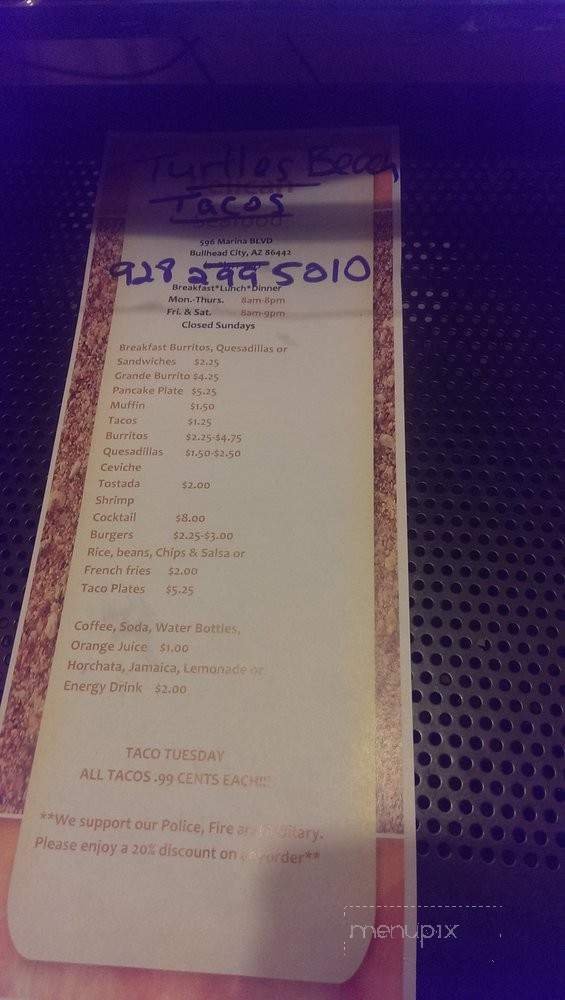 Turtles Beach
Tacos
596 Marina BLVD
Bullhead City, AZ 86442
928 299 5010
Breakfast*Lunch*Dinner
Mon.-Thurs. 8am-8pm
Fri. & Sat. 8am-9pm
Closed Sundays
Breakfast Burritos, Quesadillas or
Sandwiches $2.25
Grande Burrito $4.25
Pancake Plate $5.25
Muffin $1.50
Tacos $1.25
Burritos $2.25-$4.75
Quesadillas $1.50-$2.50
Ceviche
Tostada $2.00
Shrimp
Cocktail $8.00
Burgers $2.25-$3.00
Rice, beans, Chips & Salsa or
French fries $2.00
Taco Plates $5.25
Coffee, Soda, Water Bottles,
Orange Juice $1.00
Horchata, Jamaica, Lemonade or
Energy Drink $2.00
TACO TUESDAY
ALL TACOS .99 CENTS EACH!!!
**We support our Police, Fire
Please enjoy a 20% discount on order**
menupix